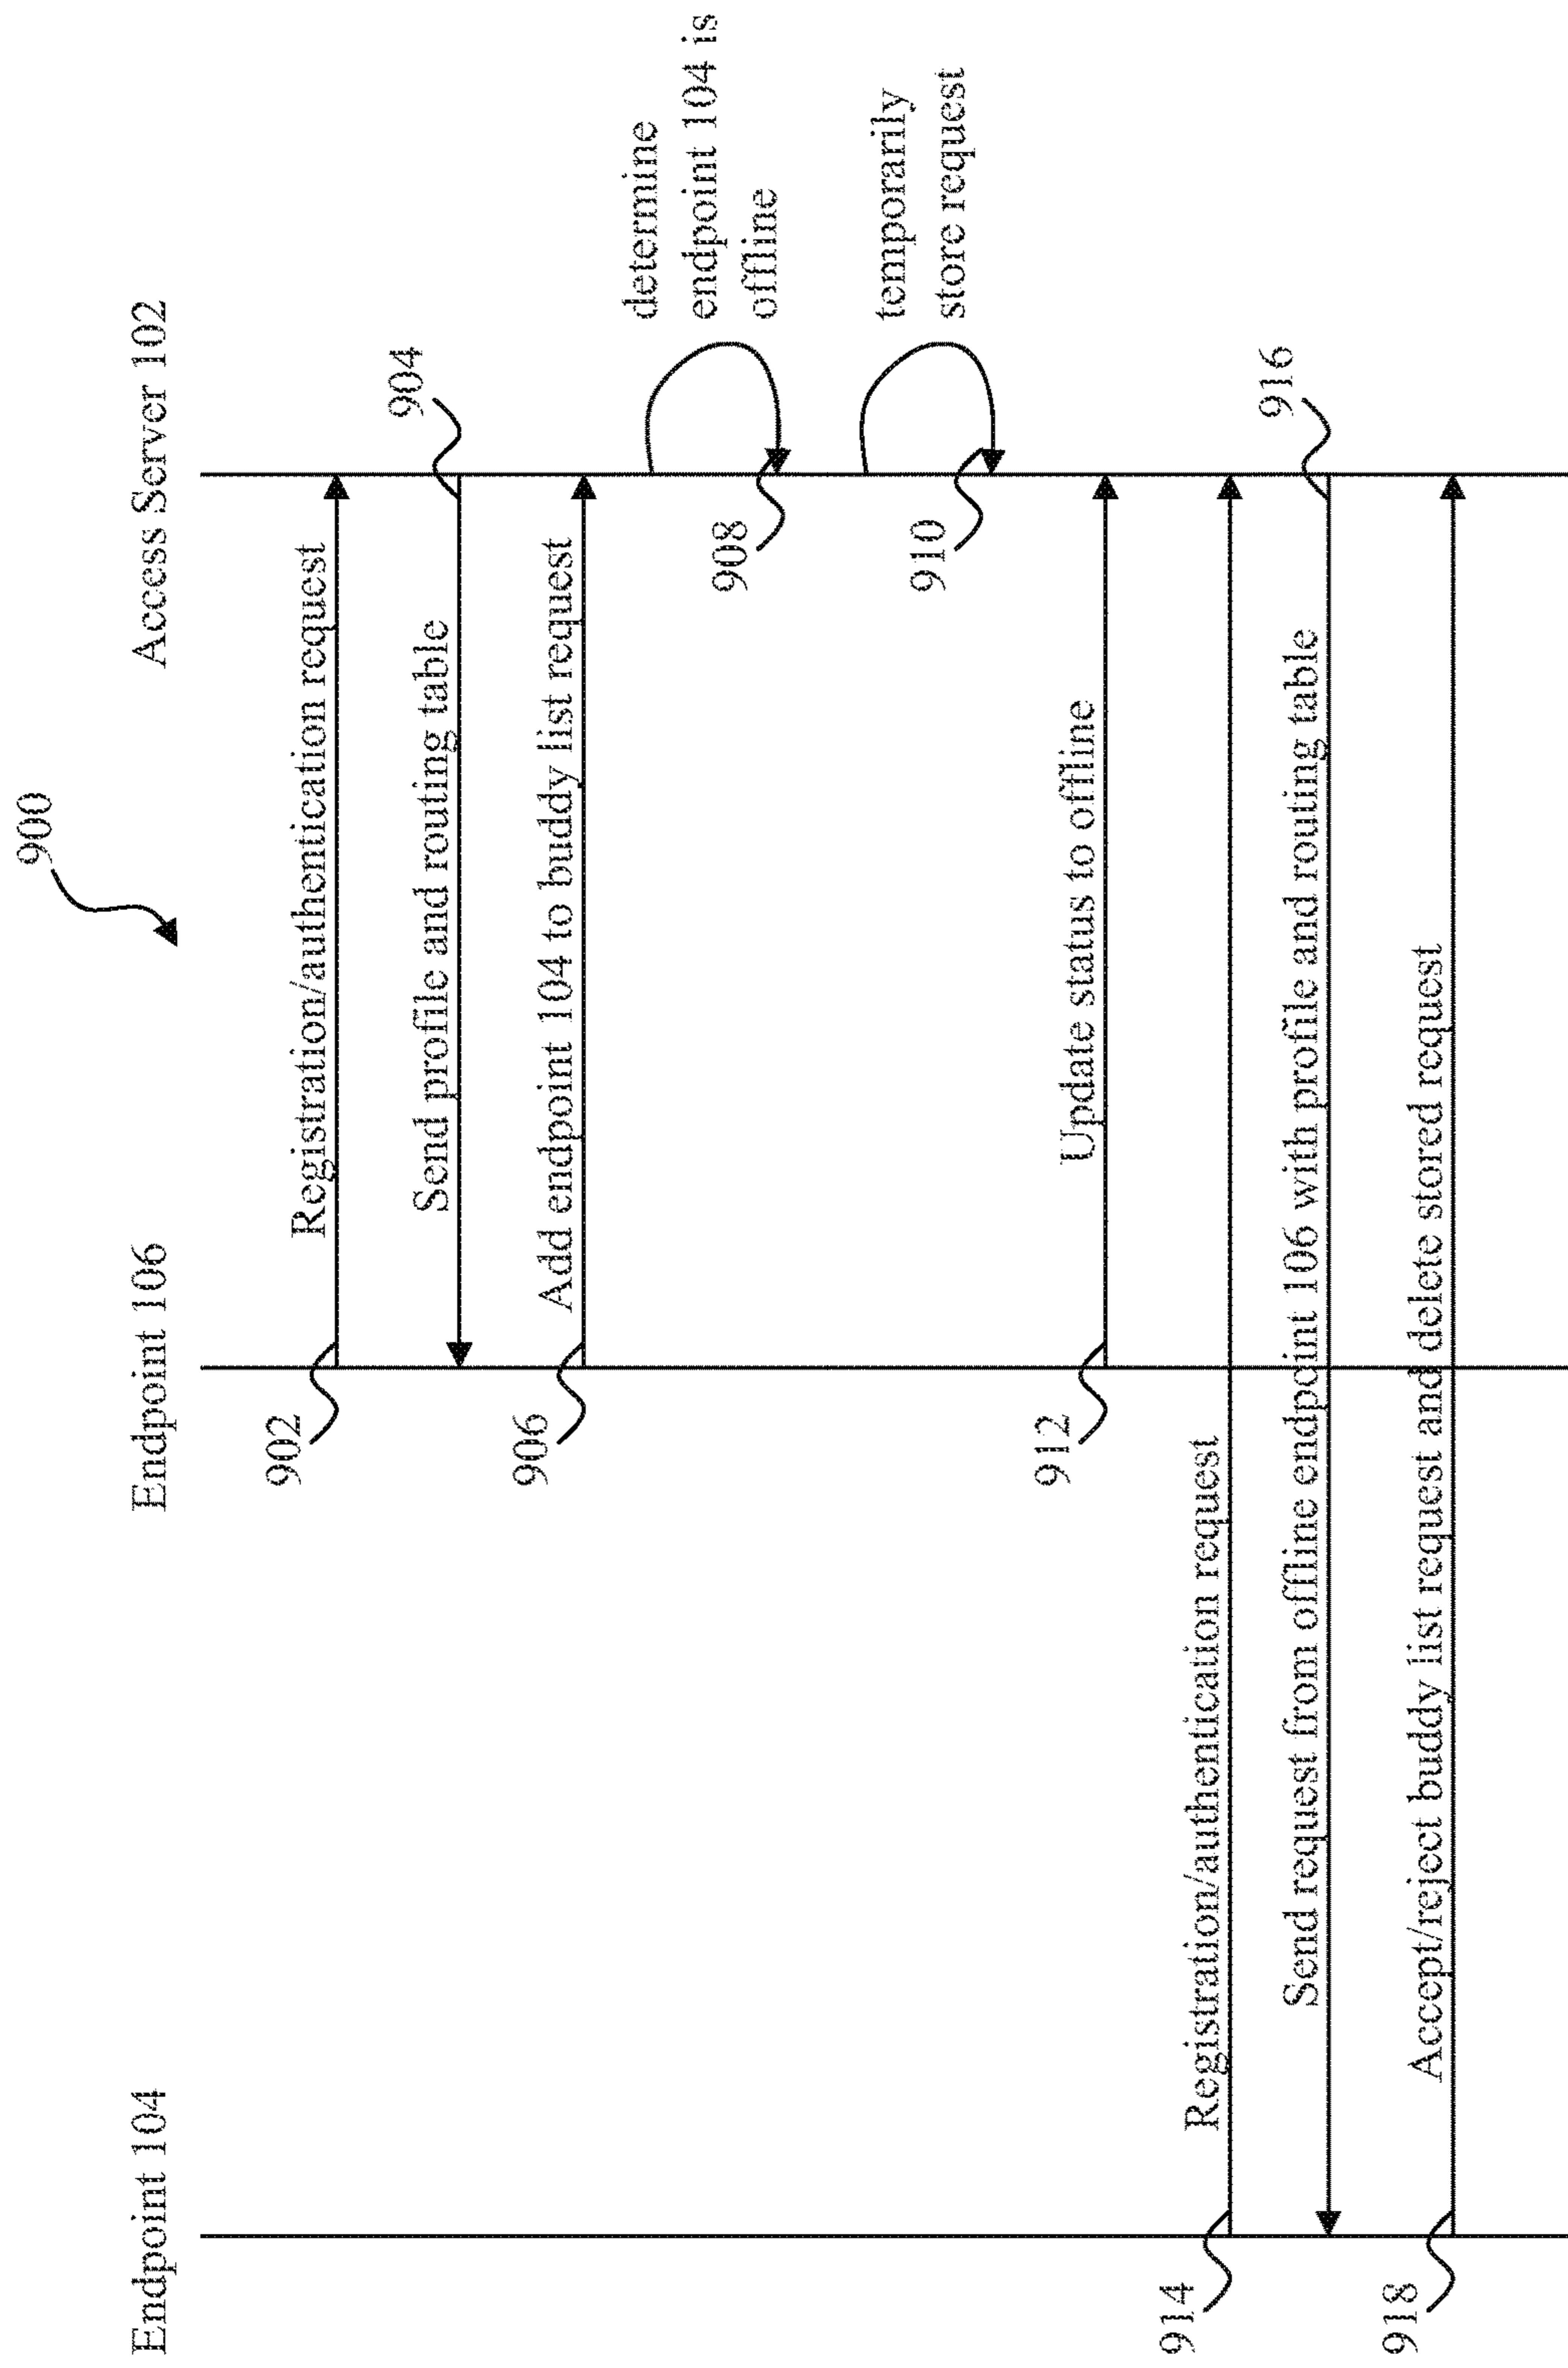 900
Endpoint 104
Endpoint 106
Access Server 102
902
Registration/authentication request
Send profile and routing table
904
906
Add endpoint 104 to buddy list request
determine
endpoint 104 is
offline
908
temporarily
store request
910
912
Update status to offline
914
Registration/authentication request
Send request from offline endpoint 106 with profile and routing table
916
918
Accept/reject buddy list request and delete stored request